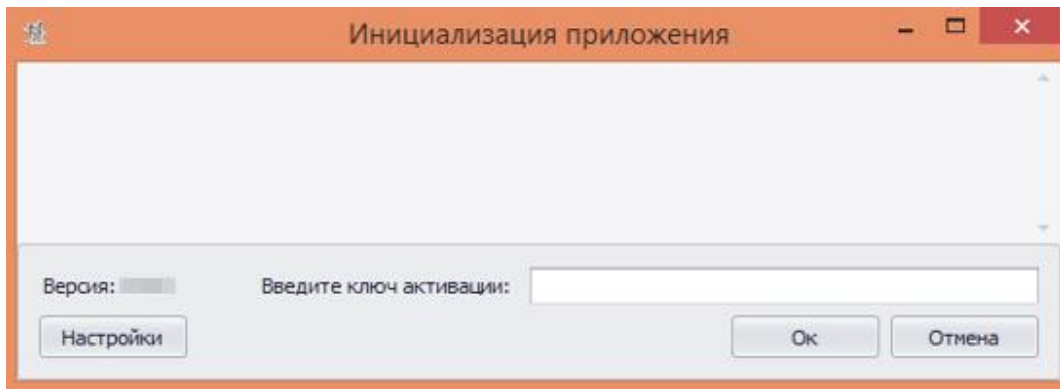 Инициализация приложения
Версия:
Введите ключ активации:
Настройки
Ок
Отмена